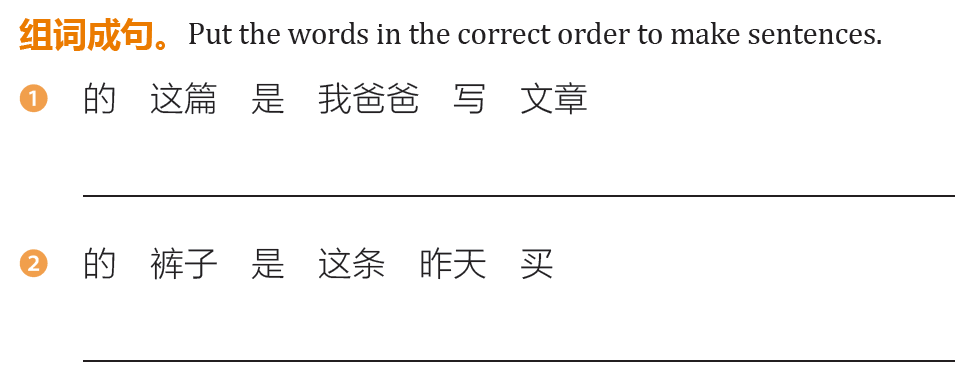 组词成句。Put the words in the correct order to make sentences.
1 的 这篇 是 我爸爸 写 文章
2 的 裤子 是 这条 昨天 买